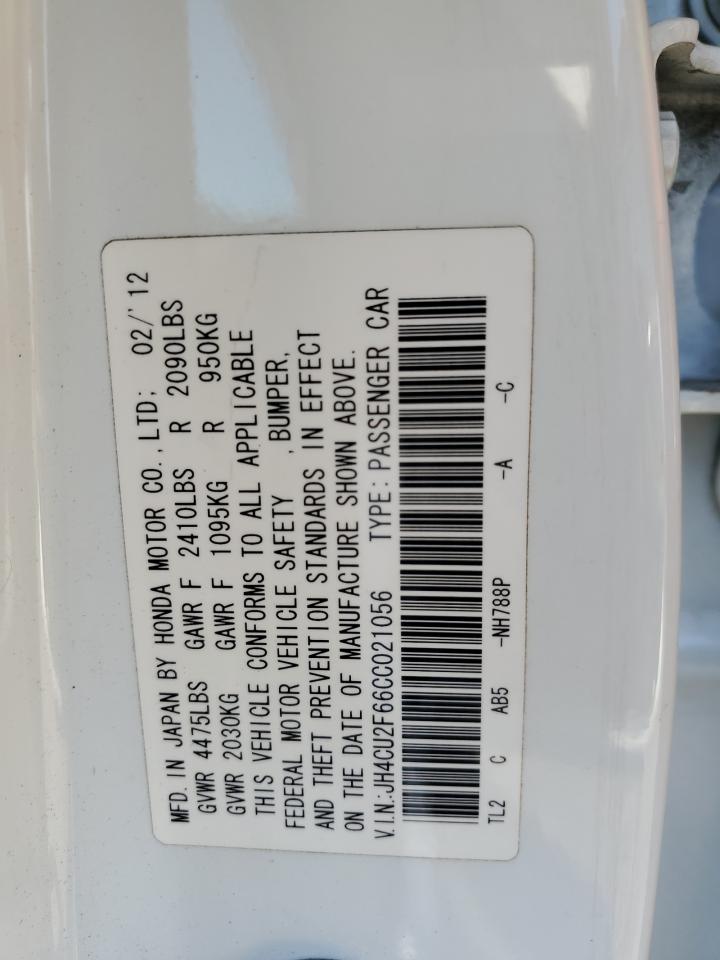 MFD. IN JAPAN BY HONDA MOTOR CO., LTD; 02/'12
GVWR 4475LBS GAWR F 2410LBS R 2090LBS
GVWR 2030KG GAWR F 1095KG R 950KG
THIS VEHICLE CONFORMS TO ALL APPLICABLE
FEDERAL MOTOR VEHICLE SAFETY , BUMPER,
AND THEFT PREVENTION STANDARDS IN EFFECT
ON THE DATE OF MANUFACTURE SHOWN ABOVE.
V.I.N.:JH4CU2F66CC021056 TYPE: PASSENGER CAR
TL2 C AB5 -NH788P -A -C